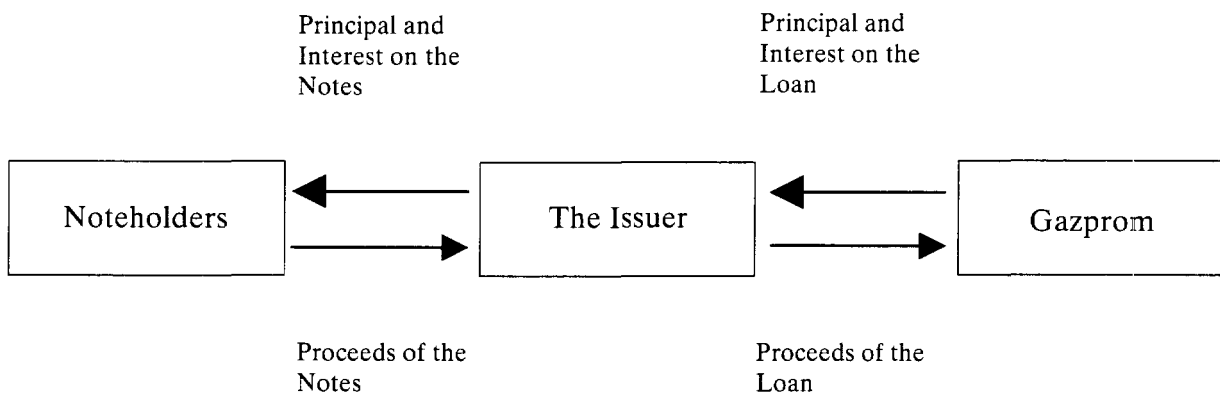 Principal and
Interest on the
Notes
Principal and
Interest on the
Loan
Noteholders
The Issuer
Gazprom
Proceeds of the
Notes
Proceeds of the
Loan